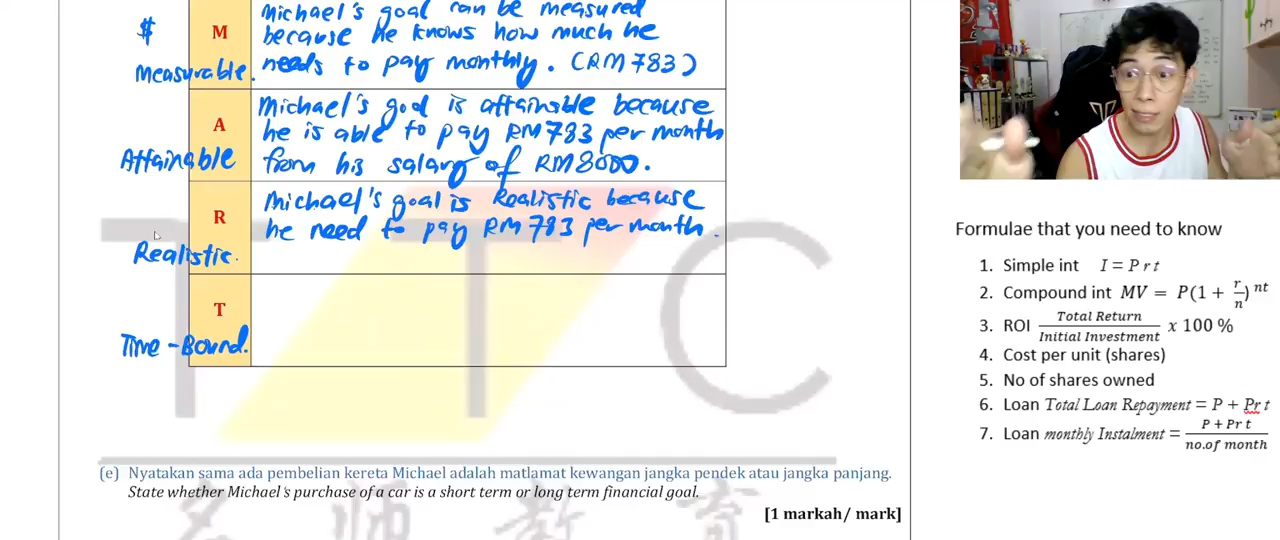 Michael's goal can be measured
$
M
because he knows how much he
Measurable.
needs to pay monthly. (RM783)
Michael's goal is attainable because
A
he is able to pay RM783 per month
Attainable
from his salary of RM8000.
Michael's goal is Realistic because
R
he need to pay RM783 per month.
Realistic.
T
Time-Bound.
TTC
(e) Nyatakan sama ada pembelian kereta Michael adalah matlamat kewangan jangka pendek atau jangka panjang.
State whether Michael's purchase of a car is a short term or long term financial goal.
[1 markah/ mark]
名師教育
Formulae that you need to know
1. Simple int I = P r t
2. Compound int MV = P(1 + r/n)^nt
3. ROI Total Return / Initial Investment x 100 %
4. Cost per unit (shares)
5. No of shares owned
6. Loan Total Loan Repayment = P + Pr t
7. Loan monthly Instalment = P + Pr t / no.of month